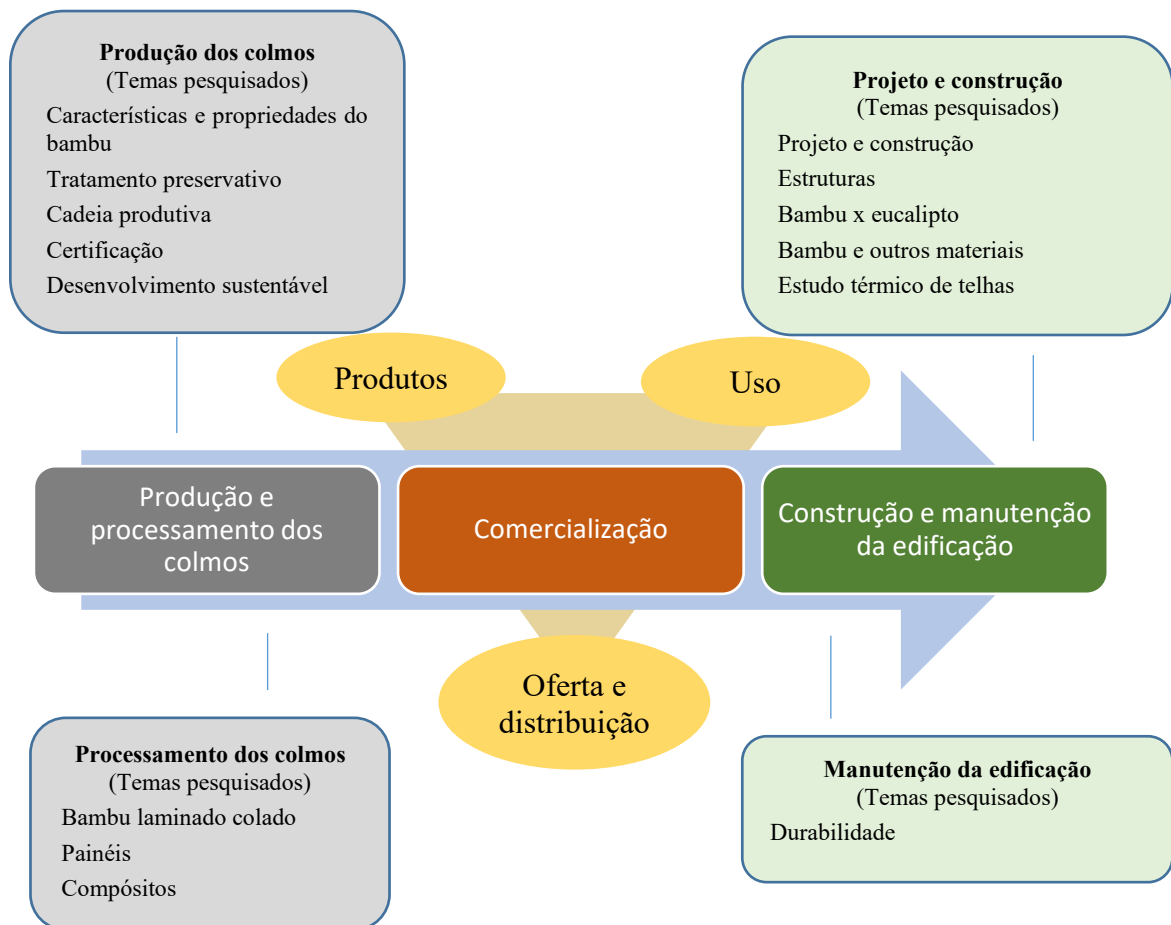 Produção dos colmos
(Temas pesquisados)
Características e propriedades do
bambu
Tratamento preservativo
Cadeia produtiva
Certificação
Desenvolvimento sustentável
Projeto e construção
(Temas pesquisados)
Projeto e construção
Estruturas
Bambu x eucalipto
Bambu e outros materiais
Estudo térmico de telhas
Produtos
Uso
Produção e
processamento dos
colmos
Comercialização
Construção e manutenção
da edificação
Oferta e
distribuição
Processamento dos colmos
(Temas pesquisados)
Bambu laminado colado
Painéis
Compósitos
Manutenção da edificação
(Temas pesquisados)
Durabilidade